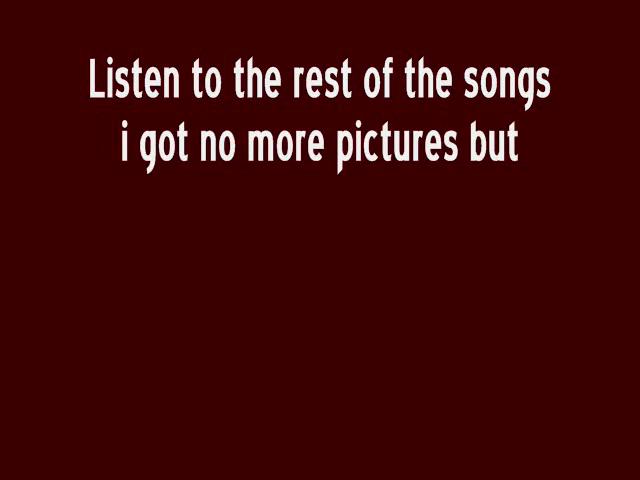 Listen to the rest of the songs
i got no more pictures but